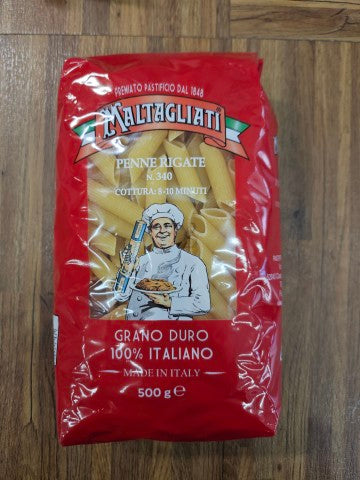 PREMIATO PASTIFICIO DAL 1848
MALTAGLIATI
PENNE RIGATE
N. 340
COTTURA: 8-10 MINUTI
GRANO DURO
100% ITALIANO
MADE IN ITALY
500 g e